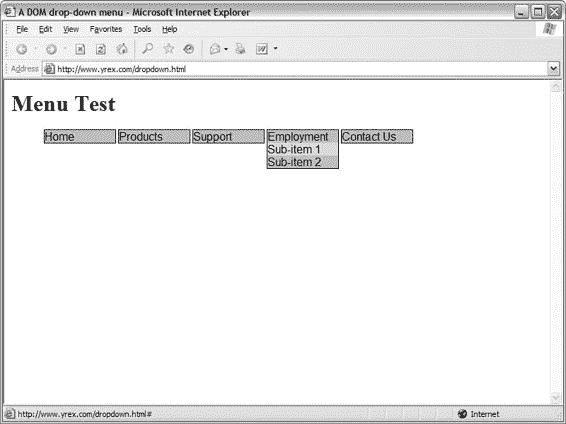 A DOM drop-down menu - Microsoft Internet Explorer
File Edit View Favorites Tools Help
Address http://www.yrex.com/dropdown.html
Menu Test
Home Products Support Employment Contact Us
Sub-item 1
Sub-item 2
http://www.yrex.com/dropdown.html# Internet